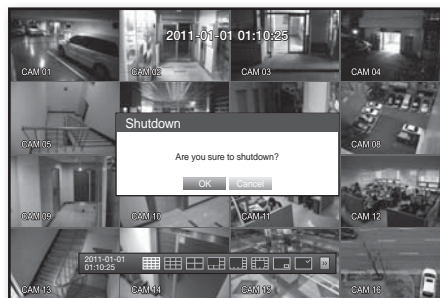 2011-01-01 01:10:25
CAM 01
CAM 02
CAM 03
CAM 04
Shutdown
CAM 05
Are you sure to shutdown?
CAM 08
OK Cancel
CAM 09
CAM 10
CAM 11
CAM 12
2011-01-01
01:10:25
CAM 13
CAM 14
CAM 15
CAM 16